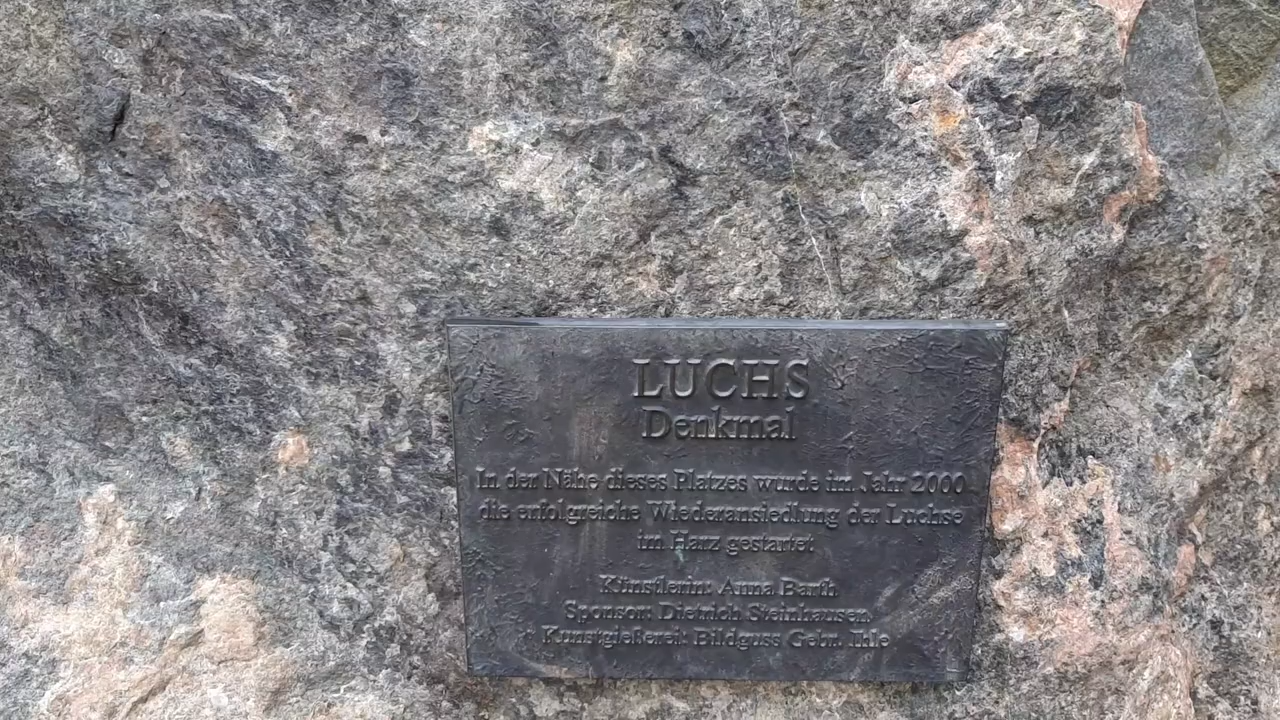 LUCHS
Denkmal
In der Nähe dieses Platzes wurde im Jahr 2000
die erfolgreiche Wiederansiedlung der Luchse
im Harz gestartet
Künstlerin: Anna Barth
Sponsor: Dietrich Steinhausen
Kunstgießerei: Bildguss Gebr. Ihle